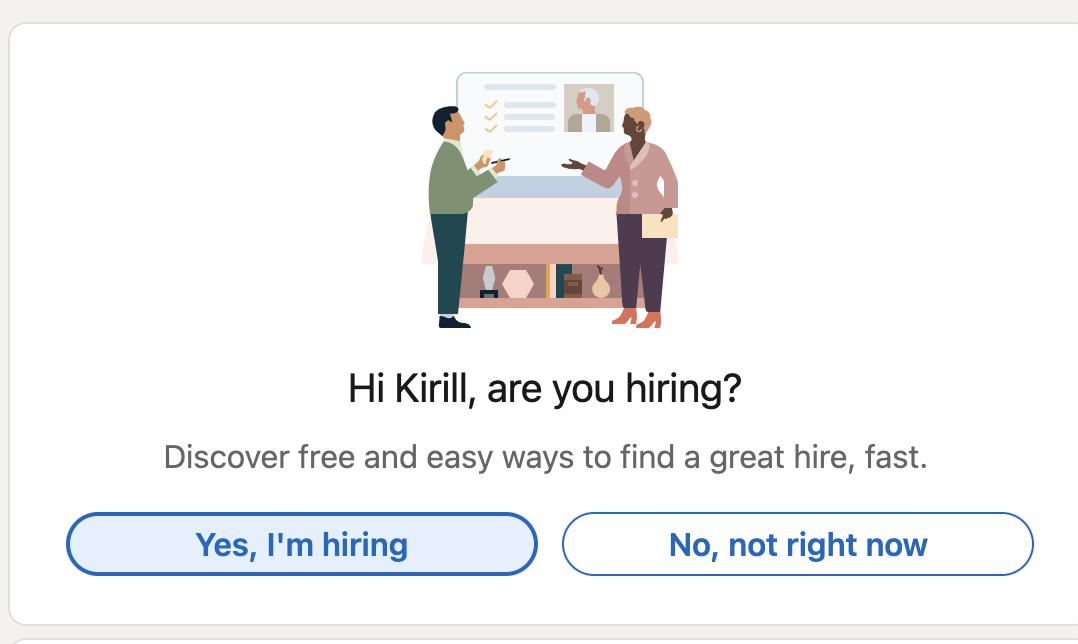 Hi Kirill, are you hiring?
Discover free and easy ways to find a great hire, fast.
Yes, I'm hiring
No, not right now